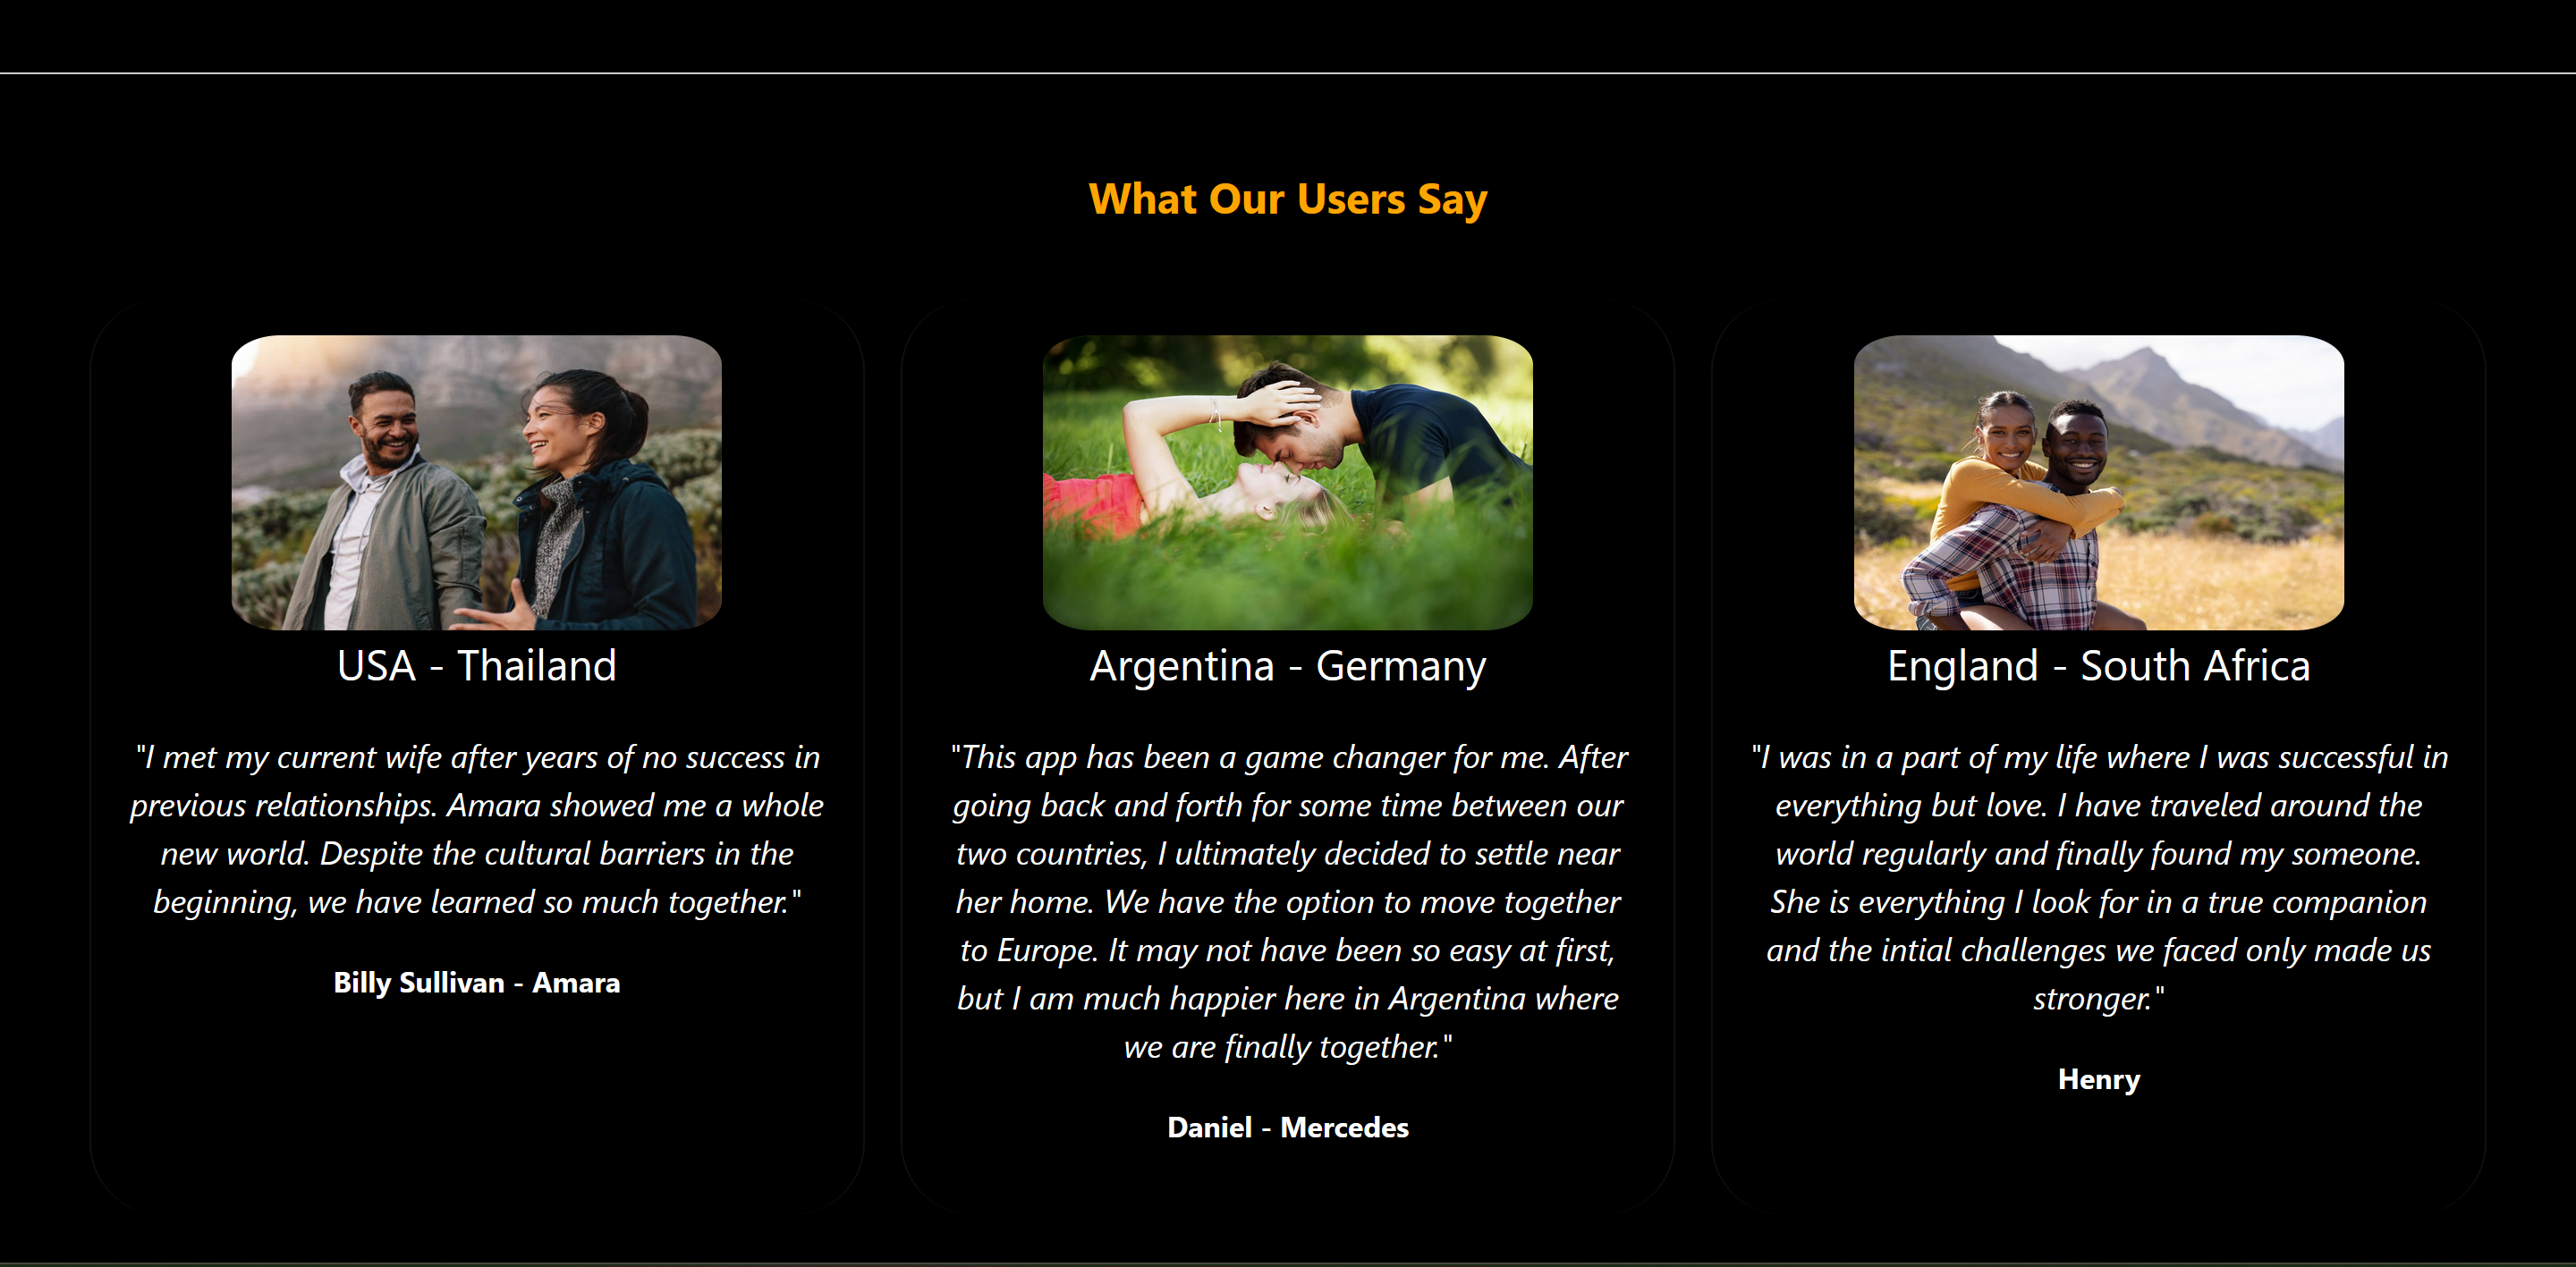 What Our Users Say
USA - Thailand
"I met my current wife after years of no success in
previous relationships. Amara showed me a whole
new world. Despite the cultural barriers in the
beginning, we have learned so much together."
Billy Sullivan - Amara
Argentina - Germany
"This app has been a game changer for me. After
going back and forth for some time between our
two countries, I ultimately decided to settle near
her home. We have the option to move together
to Europe. It may not have been so easy at first,
but I am much happier here in Argentina where
we are finally together."
Daniel - Mercedes
England - South Africa
"I was in a part of my life where I was successful in
everything but love. I have traveled around the
world regularly and finally found my someone.
She is everything I look for in a true companion
and the intial challenges we faced only made us
stronger."
Henry